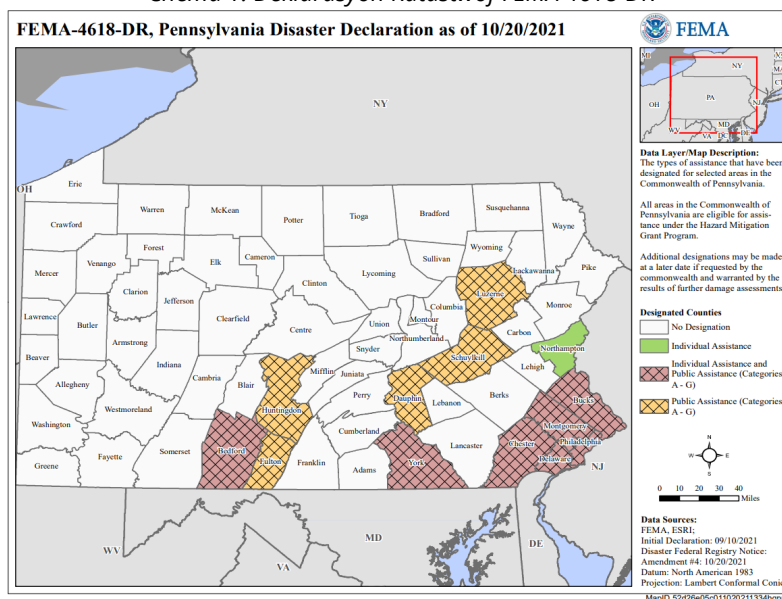 FEMA-4618-DR, Pennsylvania Disaster Declaration as of 10/20/2021
FEMA
NY
OH
Erie
Crawford
Warren
McKean
Potter
Tioga
Bradford
Susquehanna
Wayne
Wyoming
Forest
Venango
Mercer
Elk
Cameron
Clinton
Lycoming
Sullivan
Lackawanna
Pike
Luzerne
Clarion
Jefferson
Clearfield
Centre
Union
Montour
Columbia
Monroe
Carbon
Lawrence
Butler
Armstrong
Snyder
Northumberland
Northampton
Schuylkill
Lehigh
Beaver
Indiana
Cambria
Blair
Mifflin
Juniata
Perry
Dauphin
Lebanon
Berks
Bucks
Allegheny
Westmoreland
Huntingdon
Cumberland
Montgomery
Philadelphia
Washington
Bedford
Lancaster
Chester
Delaware
Greene
Fayette
Somerset
Fulton
Franklin
Adams
York
NJ
WV
VA
MD
DE
MI
NY
OH
PA
NJ
WV
VA
MD
DC
DE
Data Layer/Map Description:
The types of assistance that have been
designated for selected areas in the
Commonwealth of Pennsylvania.
All areas in the Commonwealth of
Pennsylvania are eligible for assis-
tance under the Hazard Mitigation
Grant Program.
Additional designations may be made
at a later date if requested by the
commonwealth and warranted by the
results of further damage assessments
Designated Counties
No Designation
Individual Assistance
Individual Assistance and
Public Assistance (Categories
A - G)
Public Assistance (Categories
A - G)
N
W E
S
0 10 20 30 40
Miles
Data Sources:
FEMA, ESRI;
Initial Declaration: 09/10/2021
Disaster Federal Registry Notice:
Amendment #4: 10/20/2021
Datum: North American 1983
Projection: Lambert Conformal Conic